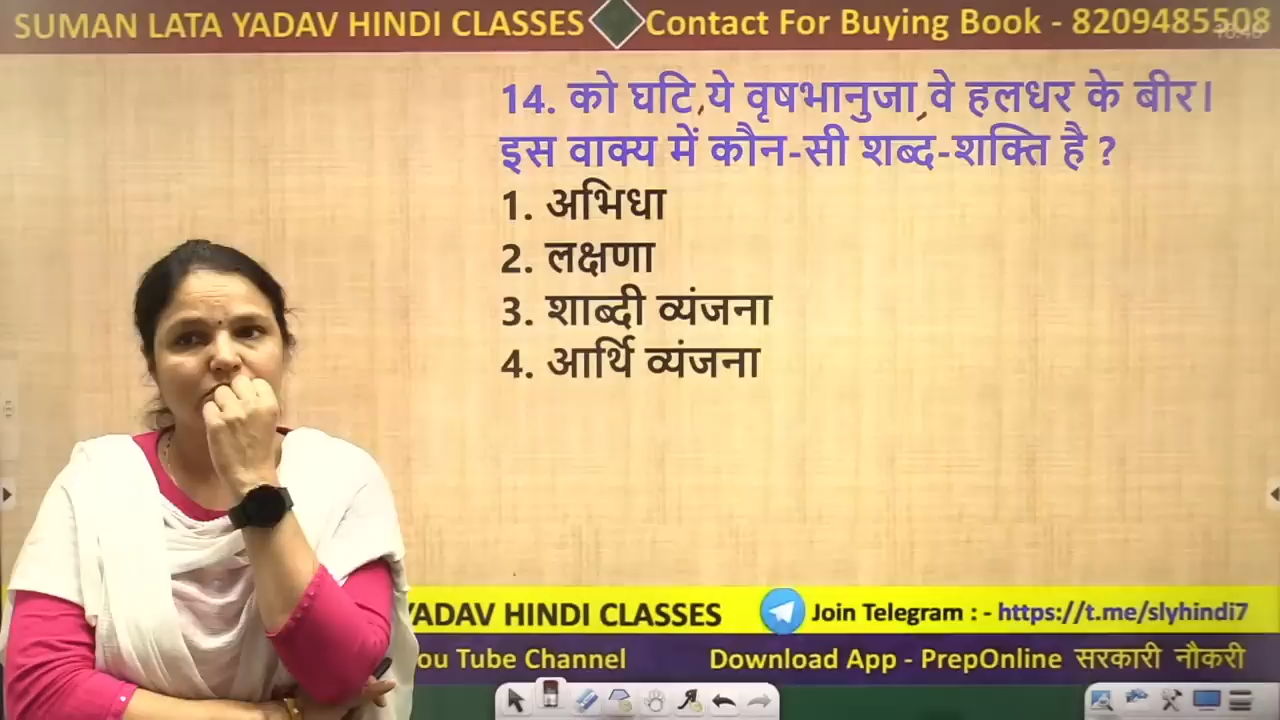 SUMAN LATA YADAV HINDI CLASSES Contact For Buying Book - 8209485508
14. को घटि,ये वृषभानुजा,वे हलधर के बीर।
इस वाक्य में कौन-सी शब्द-शक्ति है ?
1. अभिधा
2. लक्षणा
3. शाब्दी व्यंजना
4. आर्थि व्यंजना
YADAV HINDI CLASSES Join Telegram : - https://t.me/slyhindi7
ou Tube Channel Download App - PrepOnline सरकारी नौकरी